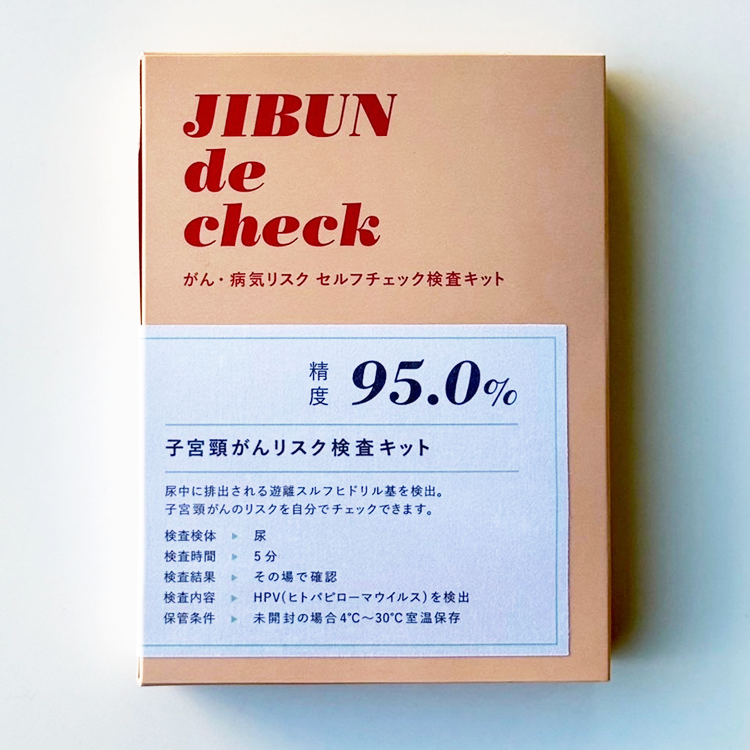 JIBUN
de
check
がん・病気リスク セルフチェック検査キット
精度 95.0%
子宮頸がんリスク検査キット
尿中に排出される遊離スルフヒドリル基を検出。
子宮頸がんのリスクを自分でチェックできます。
検査検体 ▶ 尿
検査時間 ▶ 5分
検査結果 ▶ その場で確認
検査内容 ▶ HPV(ヒトパピローマウイルス)を検出
保管条件 ▶ 未開封の場合4℃〜30℃室温保存